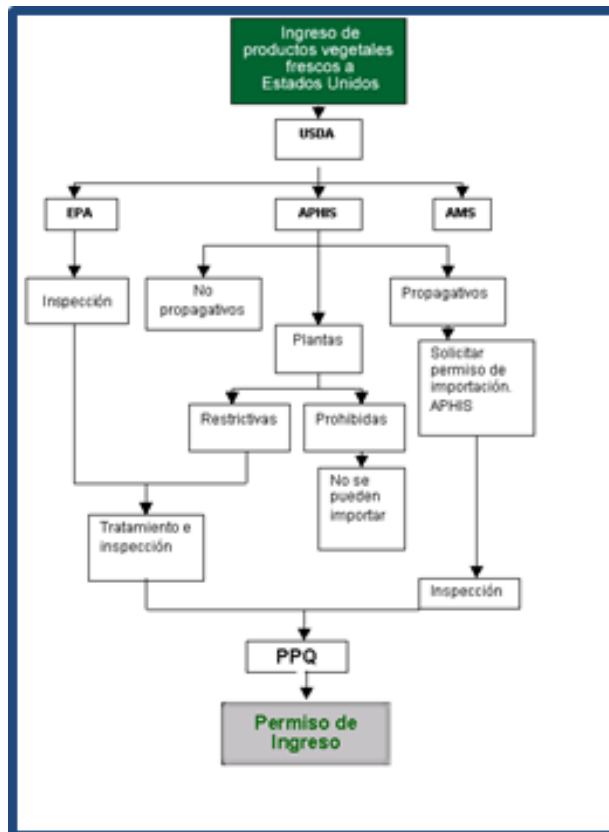 Ingreso de
productos vegetales
frescos a
Estados Unidos
USDA
EPA
APHIS
AMS
Inspección
No
propagativos
Propagativos
Plantas
Solicitar
permiso de
importación.
APHIS
Restrictivas
Prohibidas
No se
pueden
importar
Tratamiento e
inspección
Inspección
PPQ
Permiso de
Ingreso